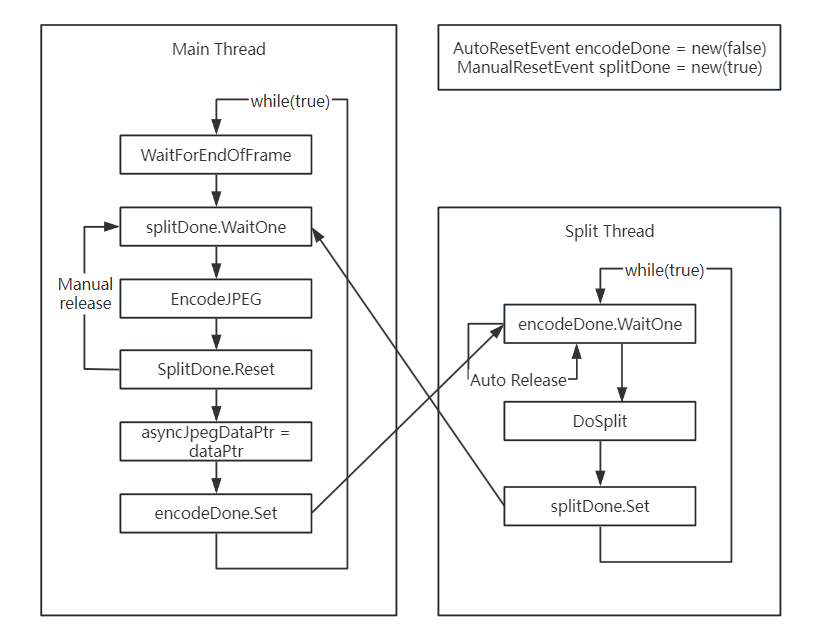 Main Thread
while(true)
WaitForEndOfFrame
splitDone.WaitOne
Manual
release
EncodeJPEG
SplitDone.Reset
asyncJpegDataPtr =
dataPtr
encodeDone.Set
AutoResetEvent encodeDone = new(false)
ManualResetEvent splitDone = new(true)
Split Thread
while(true)
encodeDone.WaitOne
Auto Release
DoSplit
splitDone.Set